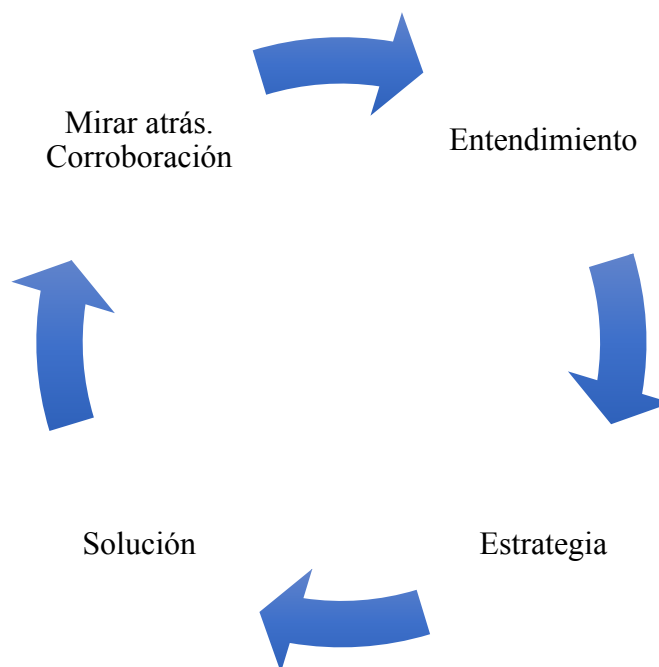 Mirar atrás.
Corroboración
Entendimiento
Solución
Estrategia